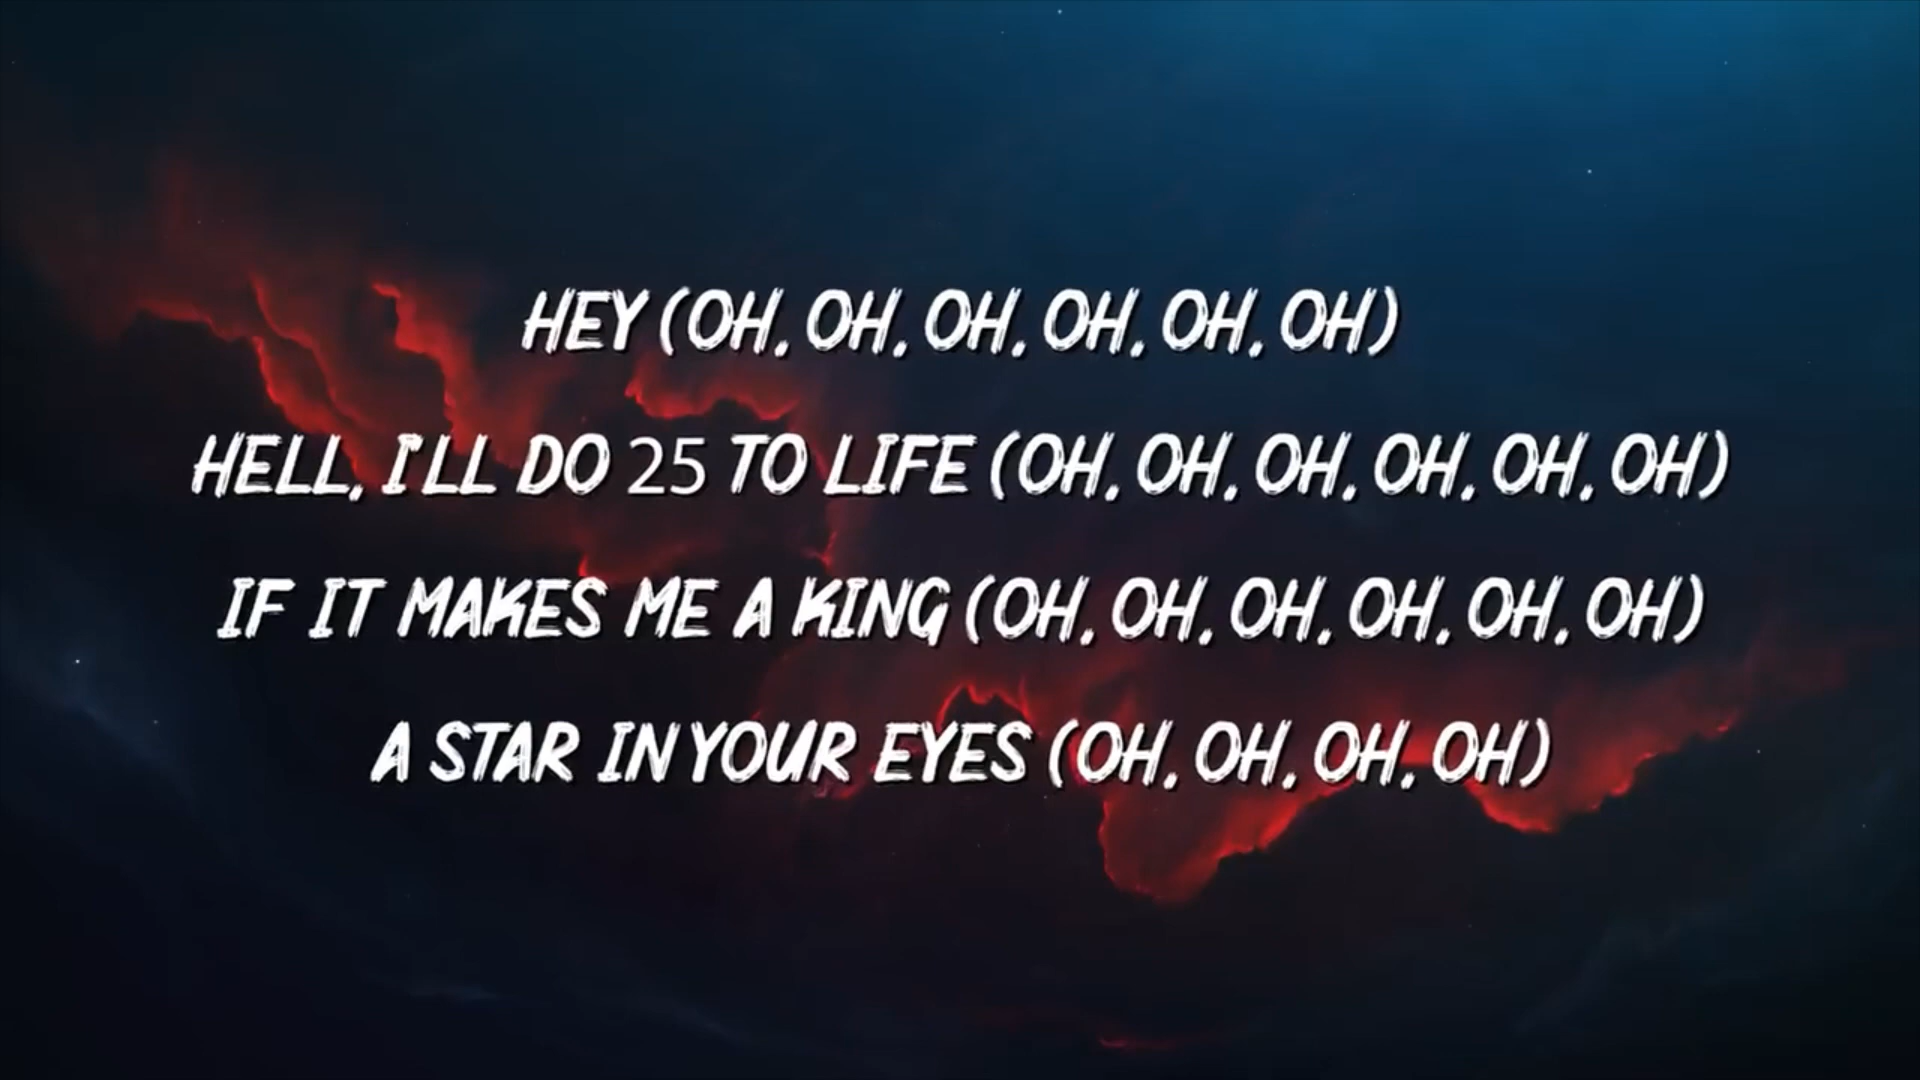 HEY (OH, OH, OH, OH, OH, OH)
HELL, I'LL DO 25 TO LIFE (OH, OH, OH, OH, OH, OH)
IF IT MAKES ME A KING (OH, OH, OH, OH, OH, OH)
A STAR IN YOUR EYES (OH, OH, OH, OH)